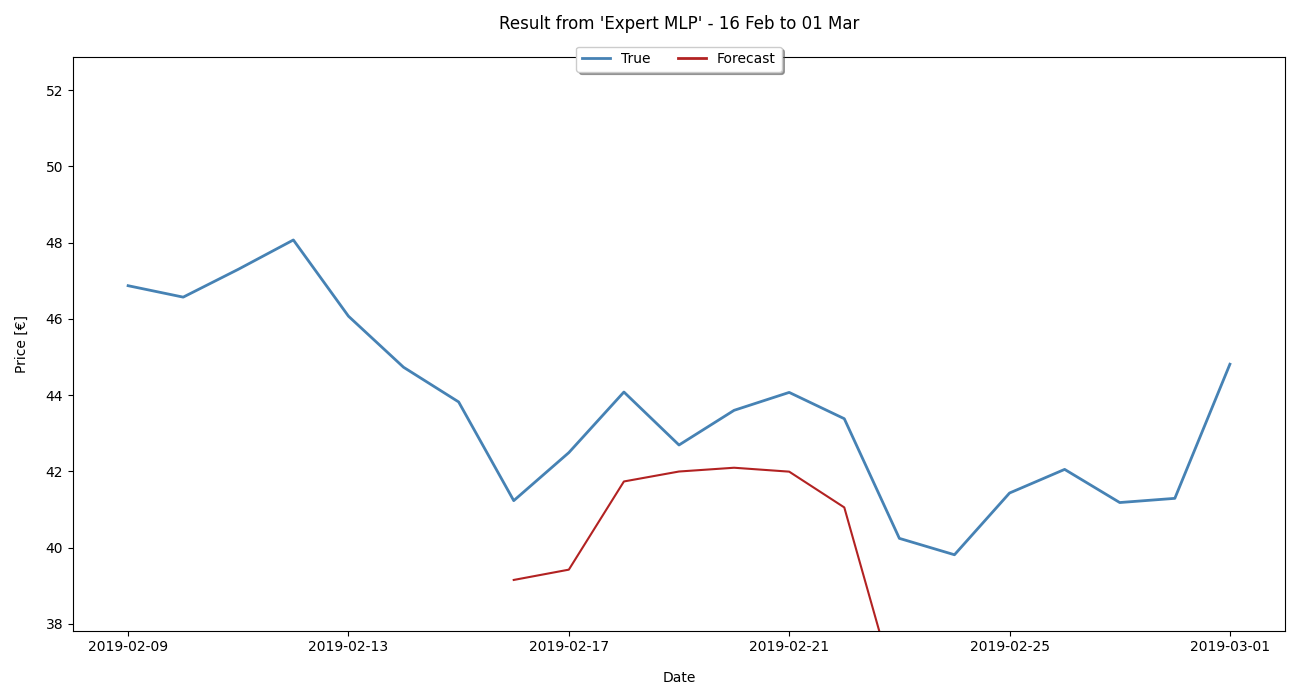 Result from 'Expert MLP' - 16 Feb to 01 Mar
True Forecast
52
50
48
46
44
42
40
38
Price [€]
2019-02-09 2019-02-13 2019-02-17 2019-02-21 2019-02-25 2019-03-01
Date